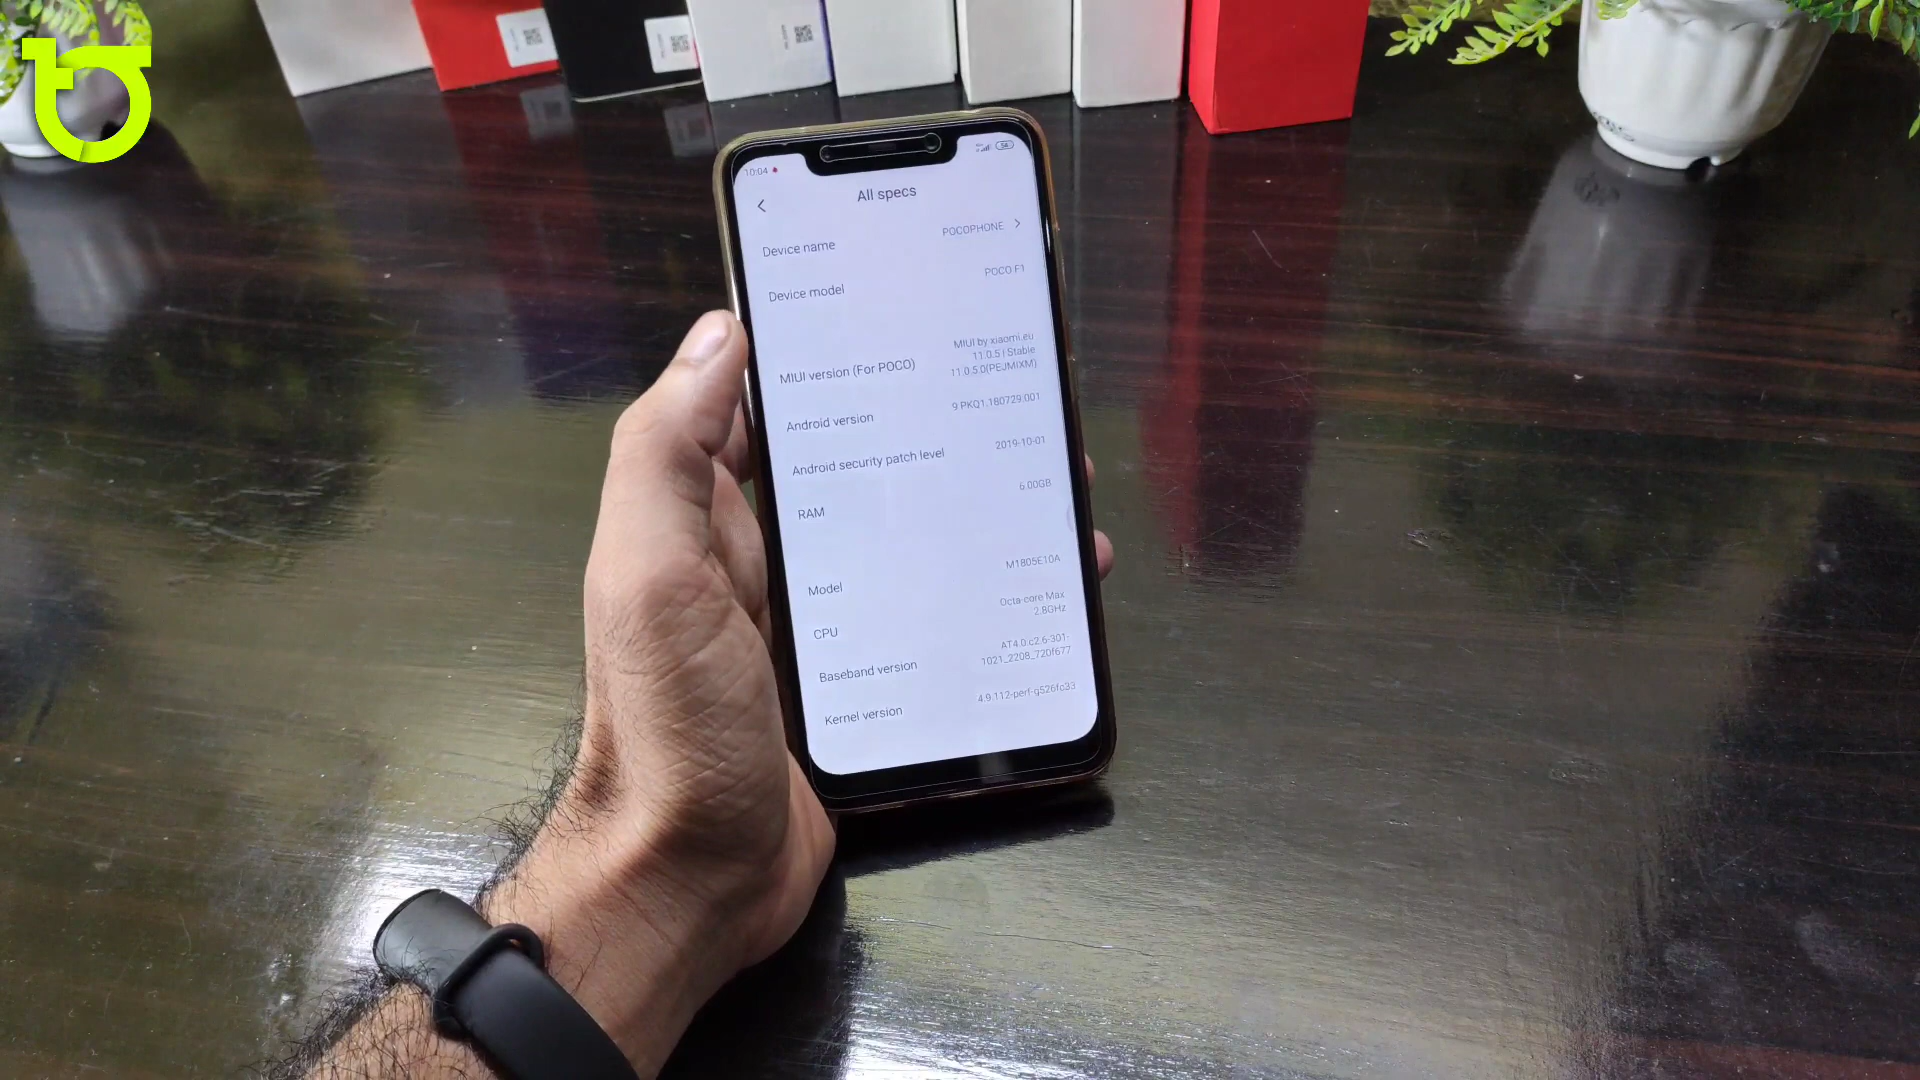 10:04
56
All specs
Device name
POCOPHONE
Device model
POCO F1
MIUI version (For POCO)
MIUI by xiaomi.eu
11.0.5 | Stable
11.0.5.0(PEJMIXM)
Android version
9 PKQ1.180729.001
Android security patch level
2019-10-01
RAM
6.00GB
Model
M1805E10A
CPU
Octa-core Max
2.8GHz
Baseband version
AT4.0.c2.6-301-
1021_2208_720f677
Kernel version
4.9.112-perf-g526fc33